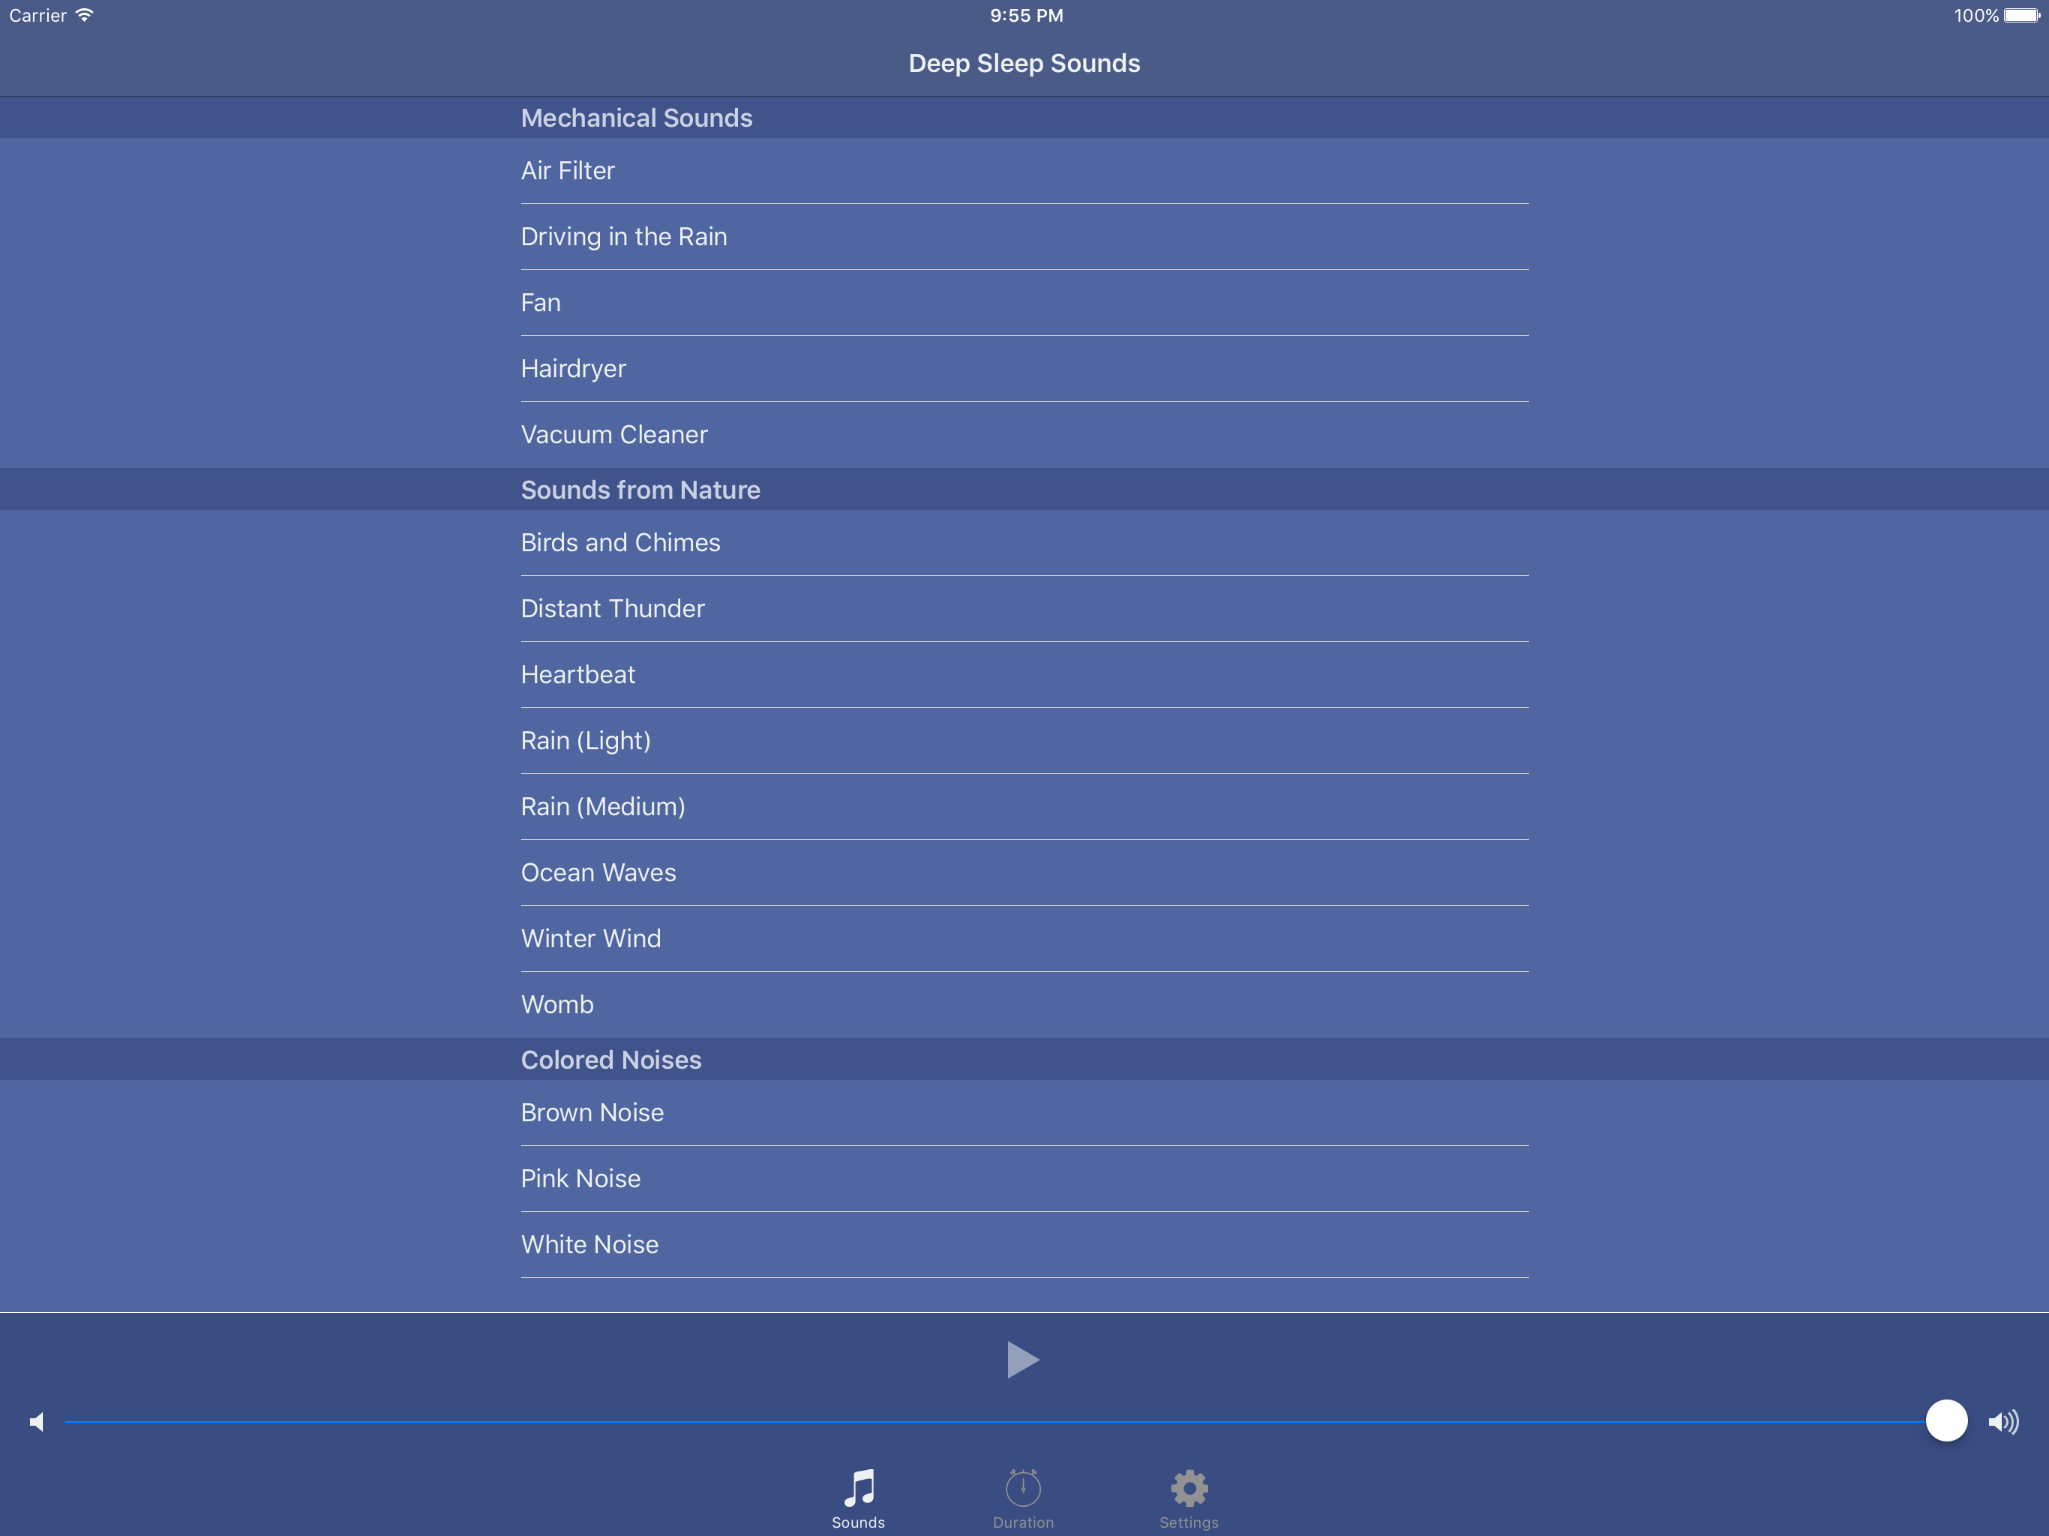 Carrier 9:55 PM 100%
Deep Sleep Sounds
Mechanical Sounds
Air Filter
Driving in the Rain
Fan
Hairdryer
Vacuum Cleaner
Sounds from Nature
Birds and Chimes
Distant Thunder
Heartbeat
Rain (Light)
Rain (Medium)
Ocean Waves
Winter Wind
Womb
Colored Noises
Brown Noise
Pink Noise
White Noise
Sounds Duration Settings